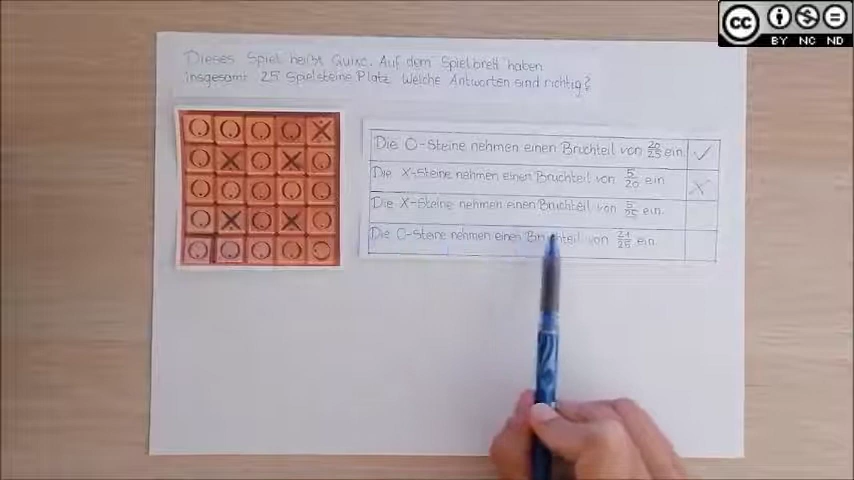 Dieses Spiel heißt Quixo. Auf dem Spielbrett haben
insgesamt 25 Spielsteine Platz. Welche Antworten sind richtig?
Die O-Steine nehmen einen Bruchteil von 20/25 ein. ✓
Die X-Steine nehmen einen Bruchteil von 5/20 ein. X
Die X-Steine nehmen einen Bruchteil von 5/25 ein.
Die O-Steine nehmen einen Bruchteil von 21/25 ein.
O O O O X
O X O X O
O O O O O
O X O X O
O O O O O
cc
BY NC ND